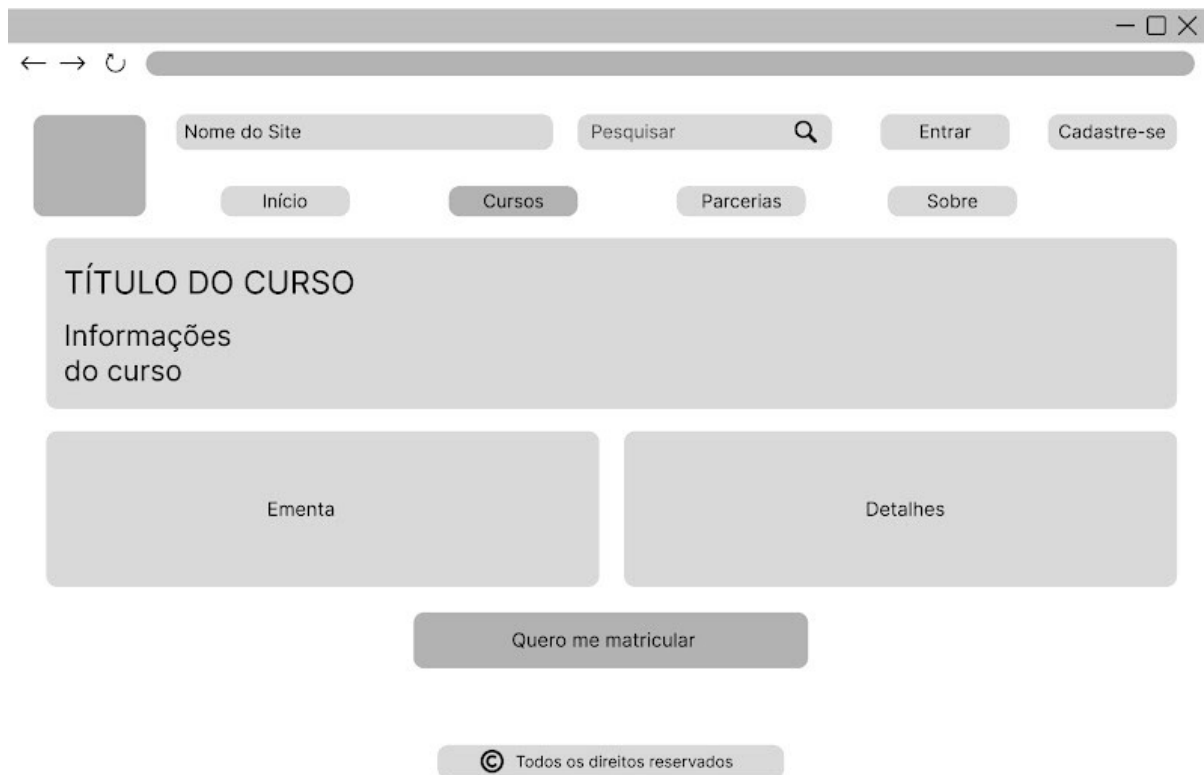 Nome do Site
Pesquisar
Entrar
Cadastre-se
Início
Cursos
Parcerias
Sobre
TÍTULO DO CURSO
Informações
do curso
Ementa
Detalhes
Quero me matricular
© Todos os direitos reservados